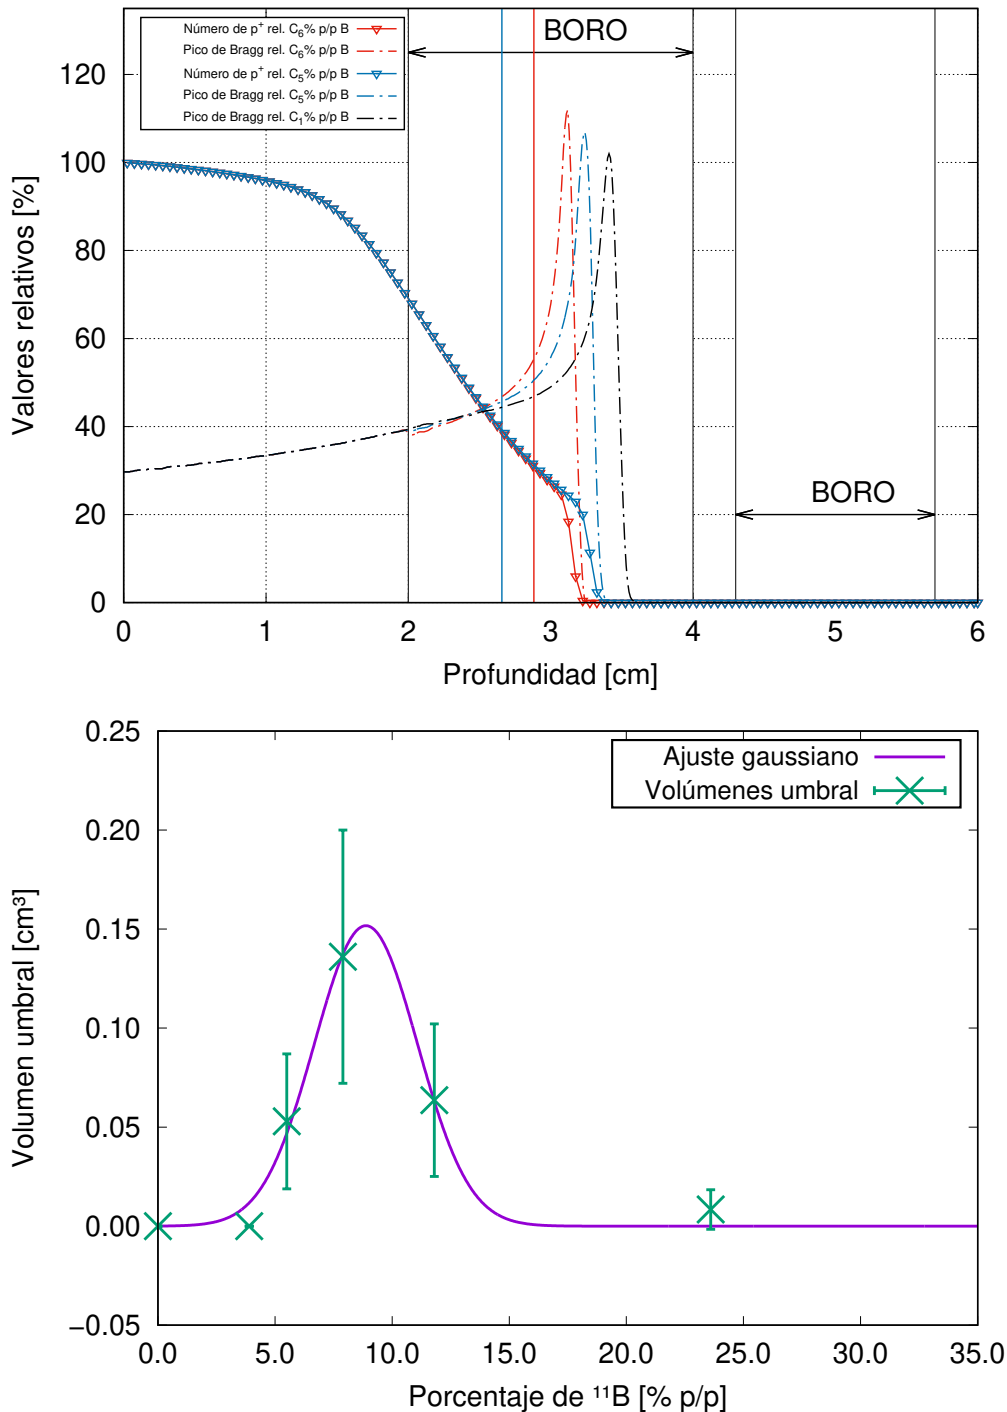 Número de p⁺ rel. C₆% p/p B
Pico de Bragg rel. C₆% p/p B
Número de p⁺ rel. C₅% p/p B
Pico de Bragg rel. C₅% p/p B
Pico de Bragg rel. C₁% p/p B
BORO
BORO
Valores relativos [%]
120
100
80
60
40
20
0
0 1 2 3 4 5 6
Profundidad [cm]
Ajuste gaussiano
Volúmenes umbral
Volumen umbral [cm³]
0.25
0.20
0.15
0.10
0.05
0.00
−0.05
0.0 5.0 10.0 15.0 20.0 25.0 30.0 35.0
Porcentaje de ¹¹B [% p/p]